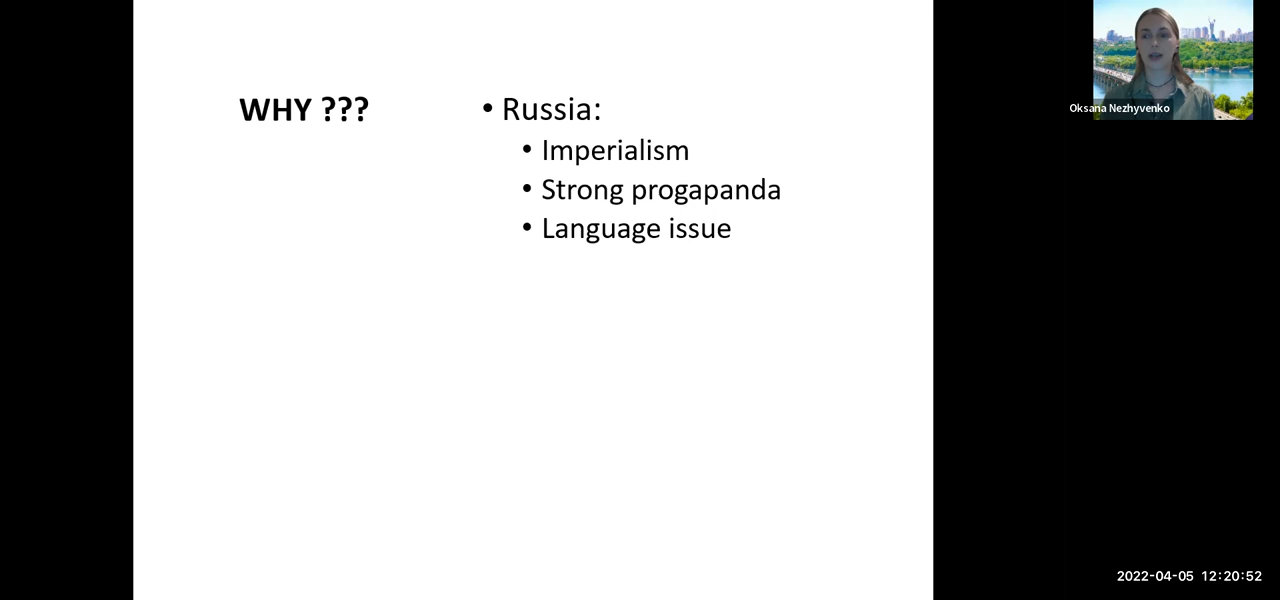 WHY ???
• Russia:
• Imperialism
• Strong progapanda
• Language issue
Oksana Nezhyvenko
2022-04-05 12:20:52